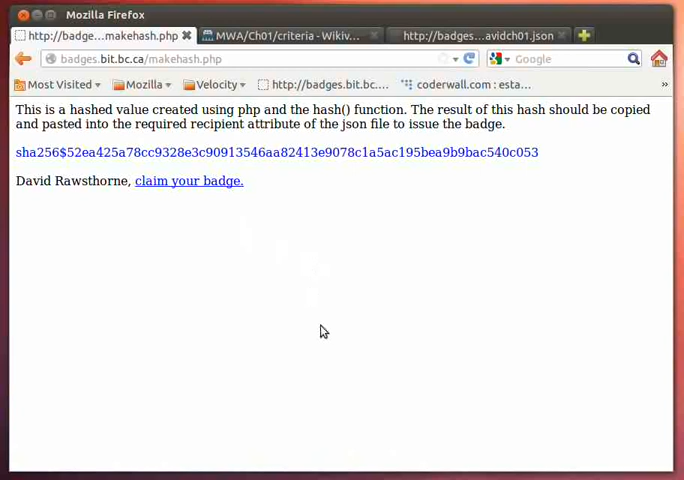 Mozilla Firefox
http://badge...makehash.php
MWA/Ch01/criteria - Wikiv...
http://badges...avidch01.json
badges.bit.bc.ca/makehash.php
Google
Most Visited
Mozilla
Velocity
http://badges.bit.bc....
coderwall.com : esta...
»
This is a hashed value created using php and the hash() function. The result of this hash should be copied
and pasted into the required recipient attribute of the json file to issue the badge.
sha256$52ea425a78cc9328e3c90913546aa82413e9078c1a5ac195bea9b9bac540c053
David Rawsthorne, claim your badge.